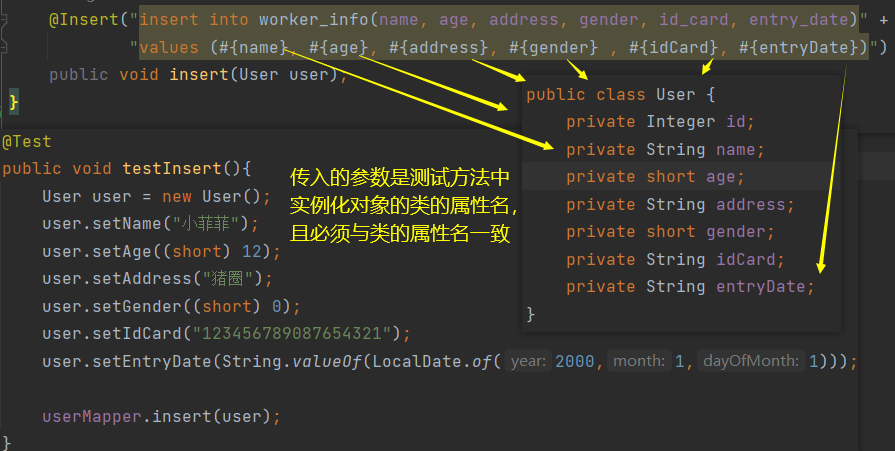 @Insert("insert into worker_info(name, age, address, gender, id_card, entry_date)" +
"values (#{name}, #{age}, #{address}, #{gender} , #{idCard}, #{entryDate})")
public void insert(User user);
}
public class User {
private Integer id;
private String name;
private short age;
private String address;
private short gender;
private String idCard;
private String entryDate;
}
@Test
public void testInsert(){
User user = new User();
user.setName("小菲菲");
user.setAge((short) 12);
user.setAddress("猪圈");
user.setGender((short) 0);
user.setIdCard("123456789087654321");
user.setEntryDate(String.valueOf(LocalDate.of( year: 2000, month: 1, dayOfMonth: 1)));
userMapper.insert(user);
}
传入的参数是测试方法中
实例化对象的类的属性名，
且必须与类的属性名一致